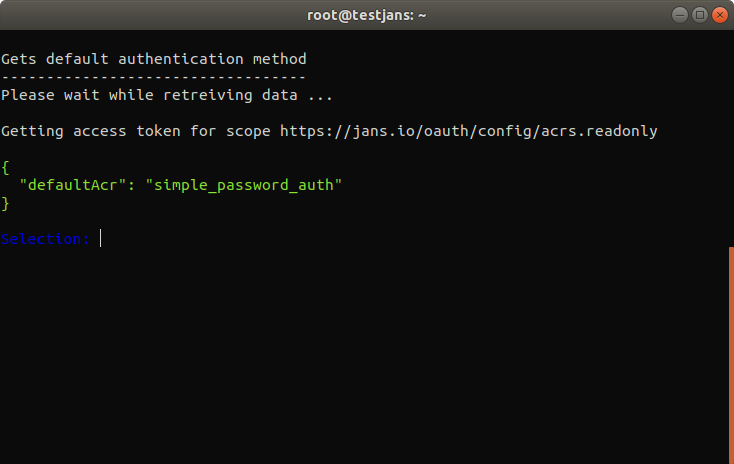 root@testjans: ~
Gets default authentication method
----------------------------------
Please wait while retreiving data ...
Getting access token for scope https://jans.io/oauth/config/acrs.readonly
{
  "defaultAcr": "simple_password_auth"
}
Selection: